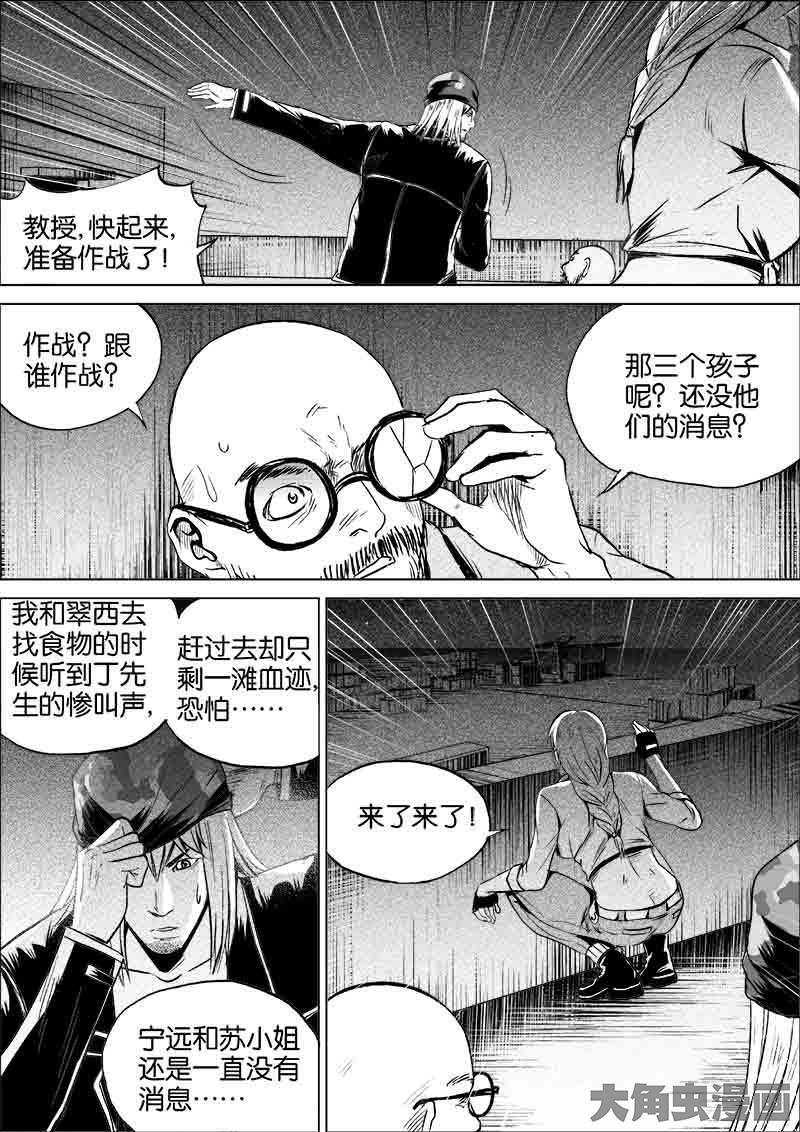 教授，快起来，
准备作战了！
作战？跟
谁作战？
那三个孩子
呢？还没他
们的消息？
我和翠西去
找食物的时
候听到丁先
生的惨叫声，
赶过去却只
剩一滩血迹，
恐怕……
宁远和苏小姐
还是一直没有
消息……
来了来了！
大角虫漫画